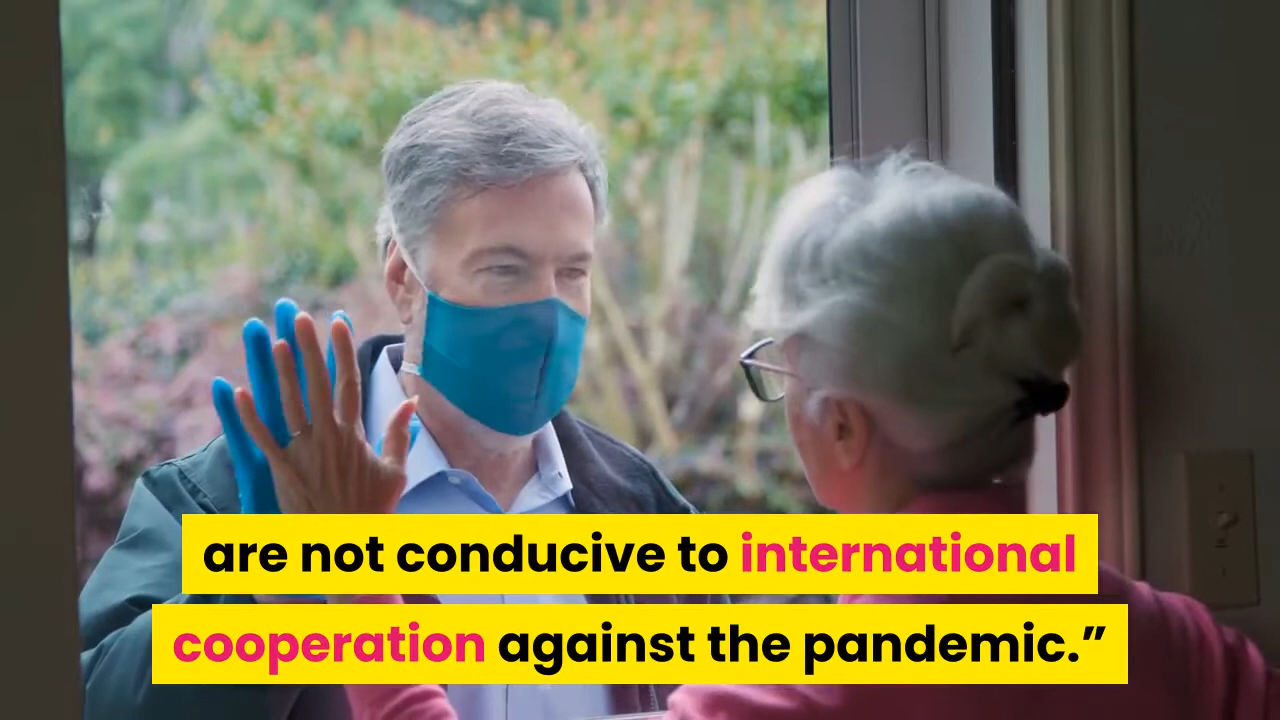 are not conducive to international
cooperation against the pandemic.”